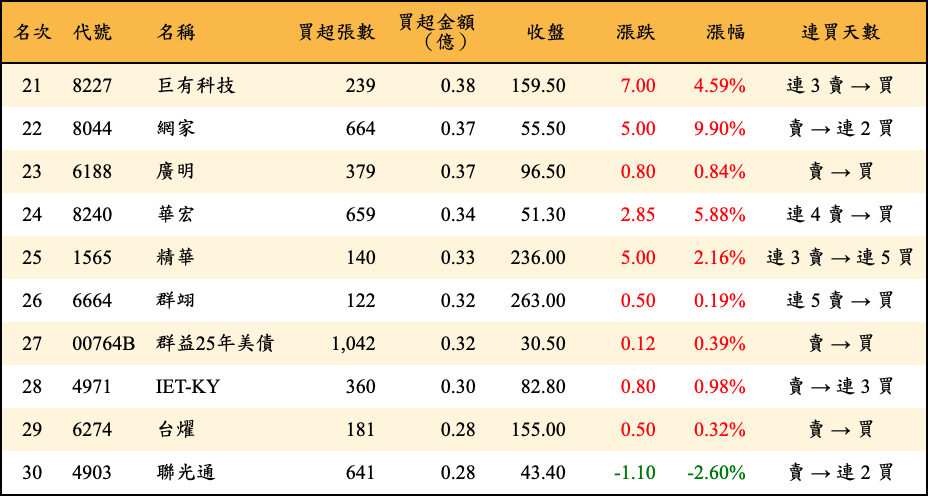 名次 代號 名稱 買超張數 買超金額（億） 收盤 漲跌 漲幅 連買天數
21 8227 巨有科技 239 0.38 159.50 7.00 4.59% 連 3 賣 → 買
22 8044 網家 664 0.37 55.50 5.00 9.90% 賣 → 連 2 買
23 6188 廣明 379 0.37 96.50 0.80 0.84% 賣 → 買
24 8240 華宏 659 0.34 51.30 2.85 5.88% 連 4 賣 → 買
25 1565 精華 140 0.33 236.00 5.00 2.16% 連 3 賣 → 連 5 買
26 6664 群翊 122 0.32 263.00 0.50 0.19% 連 5 賣 → 買
27 00764B 群益25年美債 1,042 0.32 30.50 0.12 0.39% 賣 → 買
28 4971 IET-KY 360 0.30 82.80 0.80 0.98% 賣 → 連 3 買
29 6274 台燿 181 0.28 155.00 0.50 0.32% 賣 → 買
30 4903 聯光通 641 0.28 43.40 -1.10 -2.60% 賣 → 連 2 買